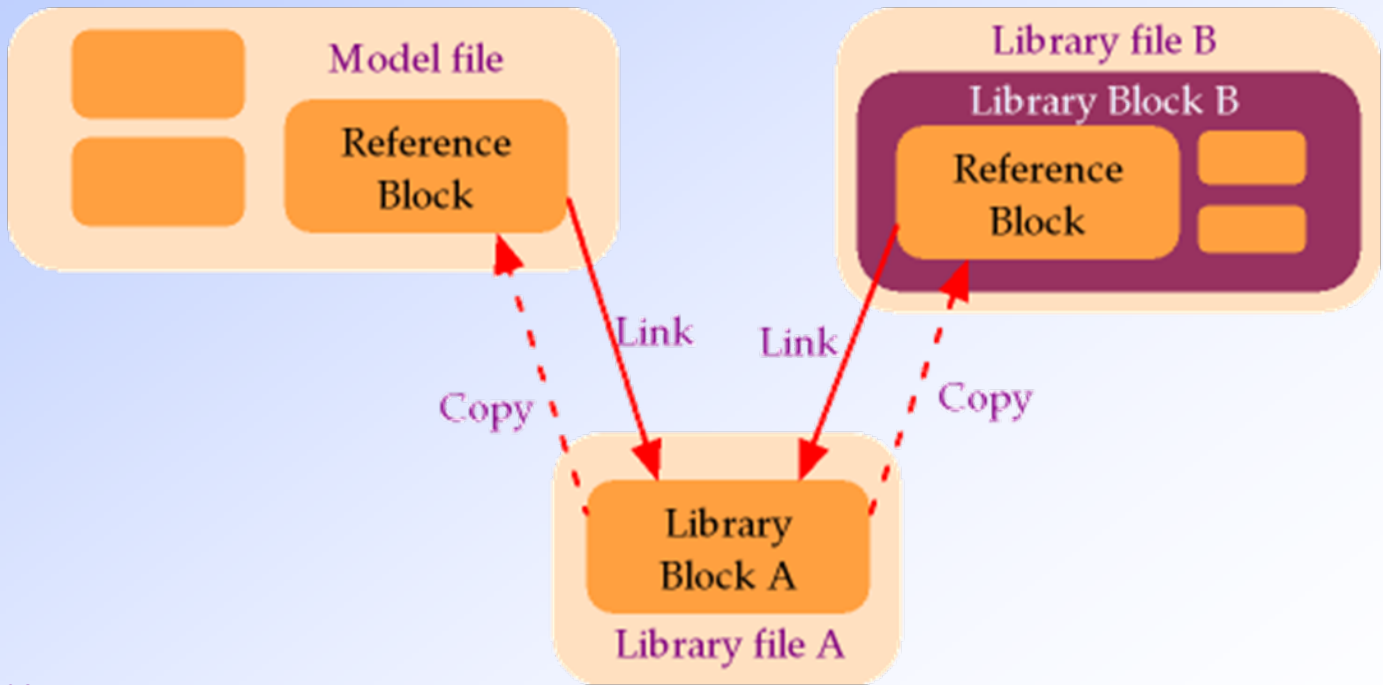 Model file
Reference
Block
Library file B
Library Block B
Reference
Block
Link
Link
Copy
Copy
Library
Block A
Library file A